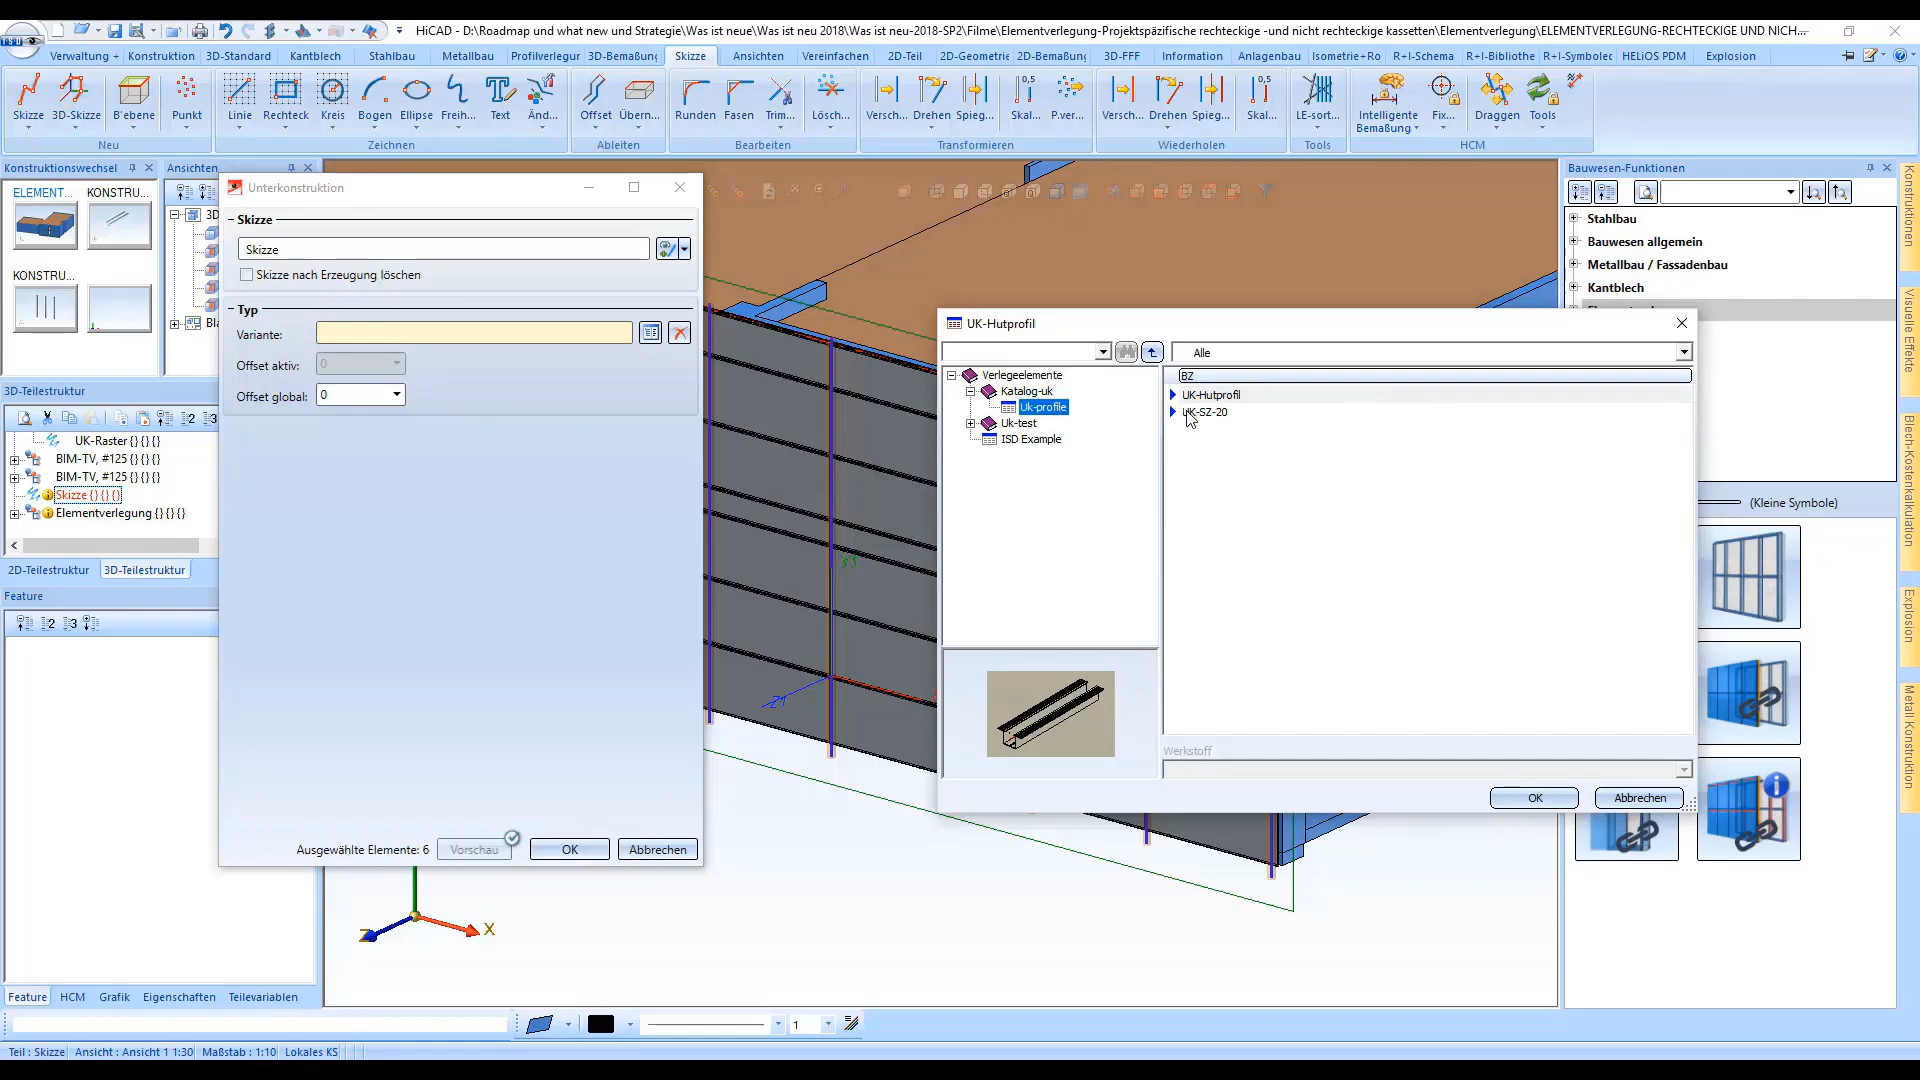 HiCAD - D:\Roadmap und what new und Strategie\Was ist neue\Was ist neu 2018\Was ist neu-2018-SP2\Filme\Elementverlegung-Projektspäzifische rechteckige -und nicht rechteckige kassetten\Elementverlegung\ELEMENTVERLEGUNG-RECHTECKIGE UND NICH...
Verwaltung + Konstruktion 3D-Standard Kantblech Stahlbau Metallbau Profilverlegur 3D-Bemaßung Skizze Ansichten Vereinfachen 2D-Teil 2D-Geometrie 2D-Bemaßung 3D-FFF Information Anlagenbau Isometrie+Ro R+I-Schema R+I-Bibliothe R+I-Symbolec HELiOS PDM Explosion
Skizze 3D-Skizze B'ebene Punkt Linie Rechteck Kreis Bogen Ellipse Freih... Text Änd... Offset Übern... Runden Fasen Trim... Lösch... Versch... Drehen Spieg... Skal... P.ver... Versch... Drehen Spieg... Skal... LE-sort... Intelligente Bemaßung Fix... Draggen Tools
Neu Zeichnen Ableiten Bearbeiten Transformieren Wiederholen Tools HCM
Konstruktionswechsel
ELEMENT... KONSTRU...
KONSTRU...
Ansichten
3D
Bla
3D-Teilestruktur
2 3
UK-Raster {} {} {}
BIM-TV, #125 {} {} {}
BIM-TV, #125 {} {} {}
Skizze {} {} {}
Elementverlegung {} {} {}
2D-Teilestruktur 3D-Teilestruktur
Feature
2 3
Feature HCM Grafik Eigenschaften Teilevariablen
Unterkonstruktion
Skizze
Skizze
Skizze nach Erzeugung löschen
Typ
Variante:
Offset aktiv: 0
Offset global: 0
Ausgewählte Elemente: 6 Vorschau OK Abbrechen
Z X
UK-Hutprofil
Alle
Verlegeelemente
Katalog-uk
Uk-profile
Uk-test
ISD Example
BZ
UK-Hutprofil
UK-SZ-20
Werkstoff
OK Abbrechen
Bauwesen-Funktionen
Stahlbau
Bauwesen allgemein
Metallbau / Fassadenbau
Kantblech
(Kleine Symbole)
Konstruktionen
Visuelle Effekte
Blech-Kostenkalkulation
Explosion
Metall Konstruktion
1
Teil : Skizze Ansicht : Ansicht 1 1:30 Maßstab : 1:10 Lokales KS